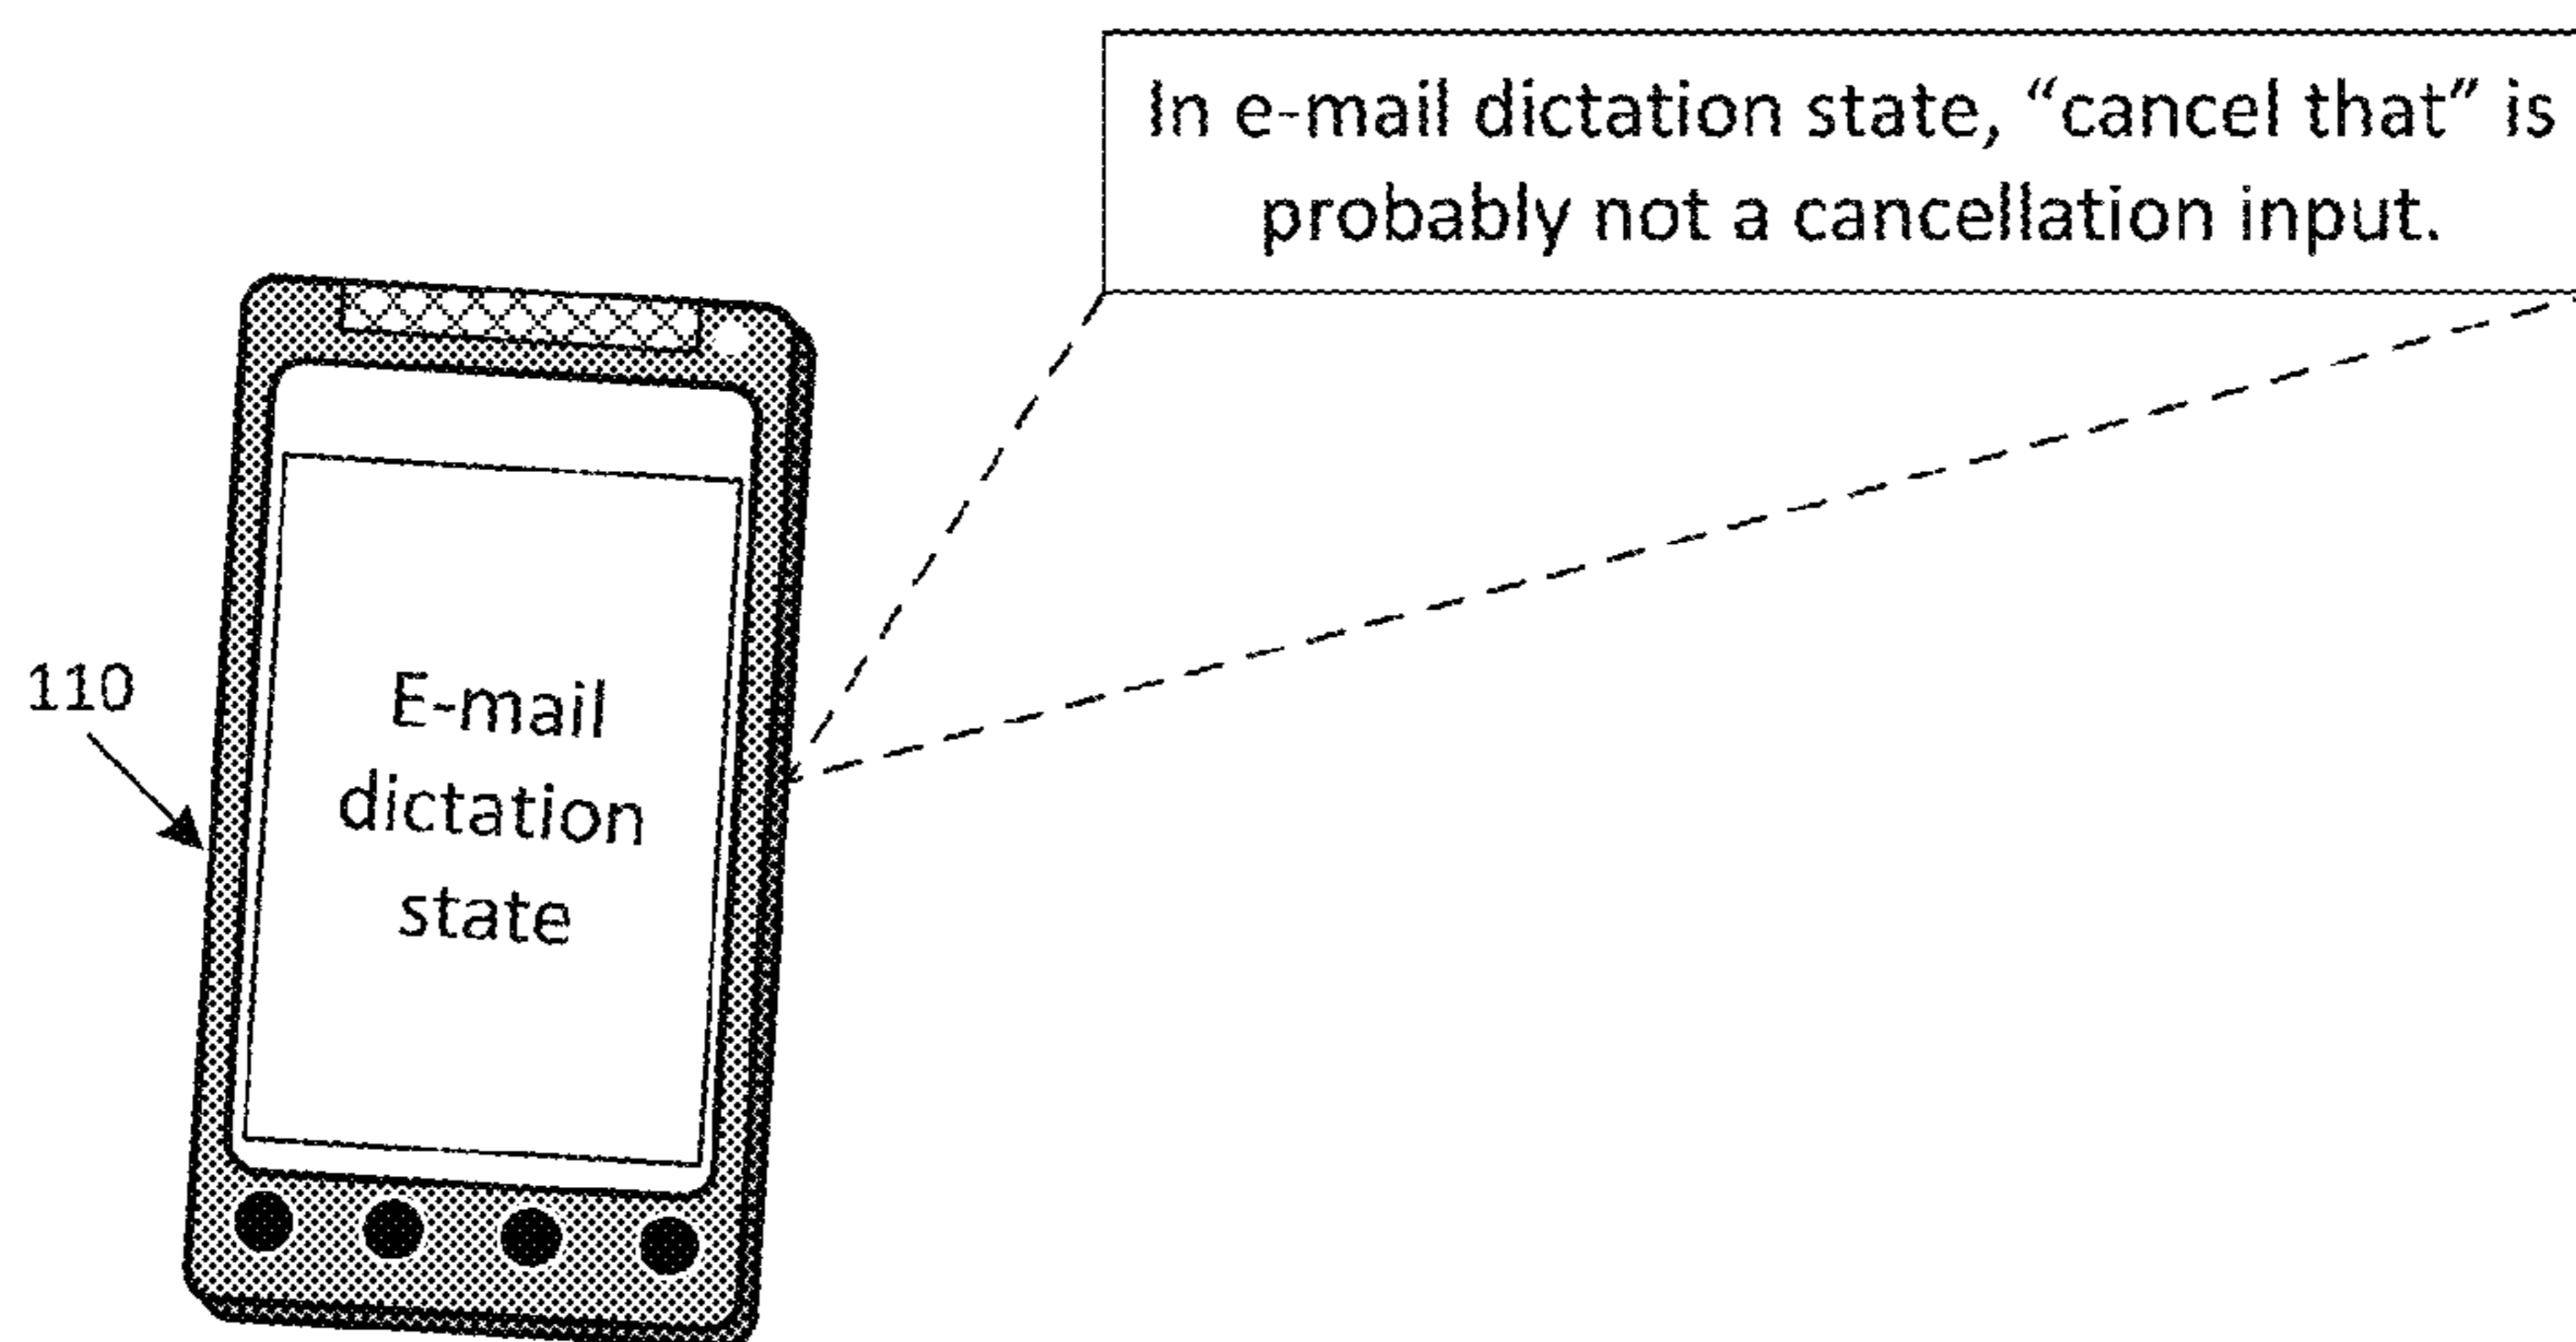 In e-mail dictation state, “cancel that” is
probably not a cancellation input.
110
E-mail
dictation
state